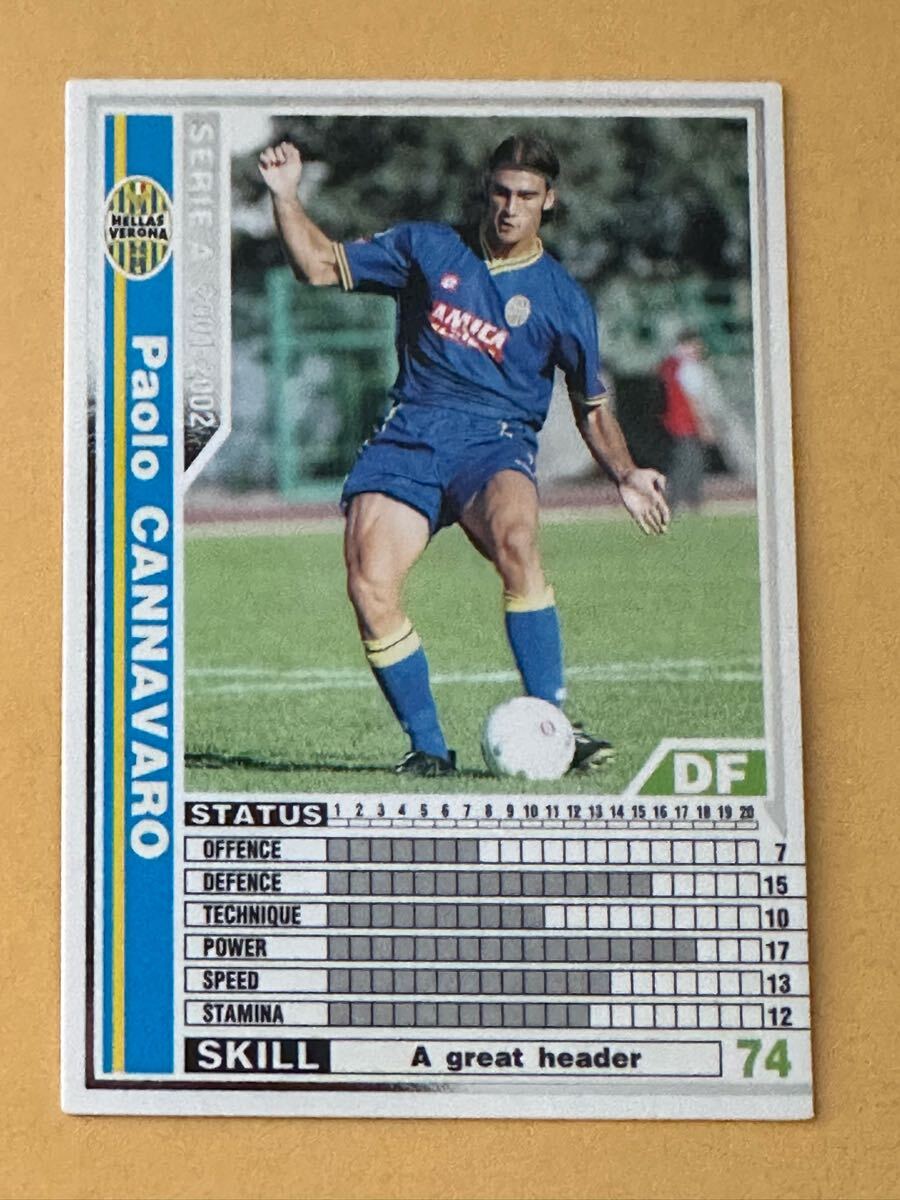 HELLAS
VERONA
Paolo CANNAVARO
SERIE A 2001-2002
AMICA
DF
STATUS 1 2 3 4 5 6 7 8 9 10 11 12 13 14 15 16 17 18 19 20
OFFENCE 7
DEFENCE 15
TECHNIQUE 10
POWER 17
SPEED 13
STAMINA 12
SKILL A great header 74